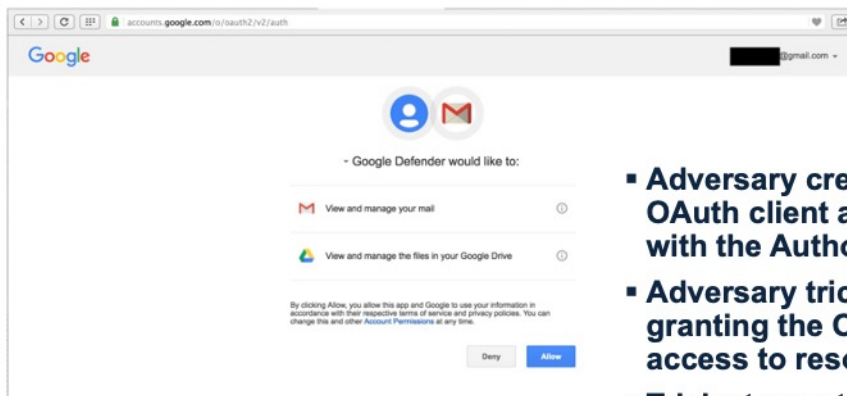 accounts.google.com/o/oauth2/v2/auth
Google
@gmail.com
- Google Defender would like to:
View and manage your mail
View and manage the files in your Google Drive
By clicking Allow, you allow this app and Google to use your information in
accordance with their respective terms of service and privacy policies. You can
change this and other Account Permissions at any time.
Deny
Allow
▪ Adversary cre
OAuth client a
with the Autho
▪ Adversary tric
granting the O
access to reso